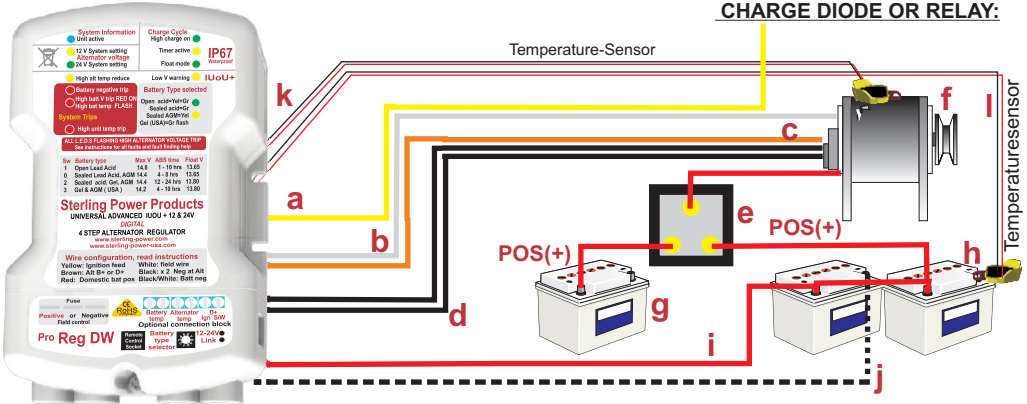 CHARGE DIODE OR RELAY:
System Information
Unit active
12 V System setting
Alternator voltage
24 V System setting
High alt temp reduce
Charge Cycle
High charge on
Timer active
Float mode
Low V warning
IP67
Waterproof
IUoU+
Battery negative trip
High batt V trip RED ON
High bat temp FLASH
System Trips
High unit temp trip
Battery Type selected
Open acid=Yel+Gr
Sealed acid=Gr
Sealed AGM=Yel
Gel (USA)=Gr flash
ALL L.E.D.S FLASHING HIGH ALTERNATOR VOLTAGE TRIP
See instructions for all faults and fault finding help
Sw Battery type Max V ABS time Float V
1 Open Lead Acid 14.8 1 - 10 hrs 13.65
0 Sealed Lead Acid, AGM 14.4 4 - 8 hrs 13.65
2 Sealed acid, Gel, AGM 14.4 12 - 24 hrs 13.80
3 Gel & AGM ( USA ) 14.2 4 - 10 hrs 13.80
Sterling Power Products
UNIVERSAL ADVANCED IUOU + 12 & 24V
DIGITAL
4 STEP ALTERNATOR REGULATOR
www.sterling-power.com
www.sterling-power-usa.com
Wire configuration, read instructions
Yellow: Ignition feed White: field wire
Brown: Alt B+ or D+ Black: x 2 Neg at Alt
Red: Domestic bat pos Black/White: Batt neg
Fuse
Positive or Negative
Field control
CE
RoHS
Battery temp
Alternator temp
D+
Ign S/W
Optional connection block
Pro Reg DW
Remote Control Socket
Battery type selector
12-24V
Link
Temperature-Sensor
k
a
b
c
d
e
f
l
Temperaturesensor
POS(+)
POS(+)
g
h
i
j